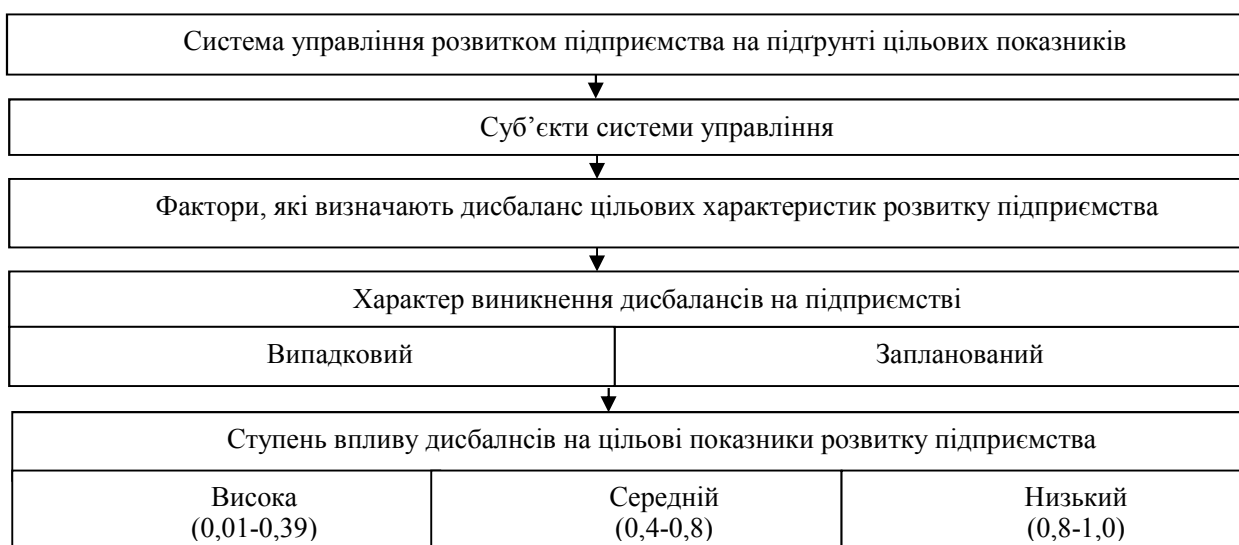 Система управління розвитком підприємства на підґрунті цільових показників
Суб’єкти системи управління
Фактори, які визначають дисбаланс цільових характеристик розвитку підприємства
Характер виникнення дисбалансів на підприємстві
Випадковий
Запланований
Ступень впливу дисбалнсів на цільові показники розвитку підприємства
Висока
(0,01-0,39)
Середній
(0,4-0,8)
Низький
(0,8-1,0)